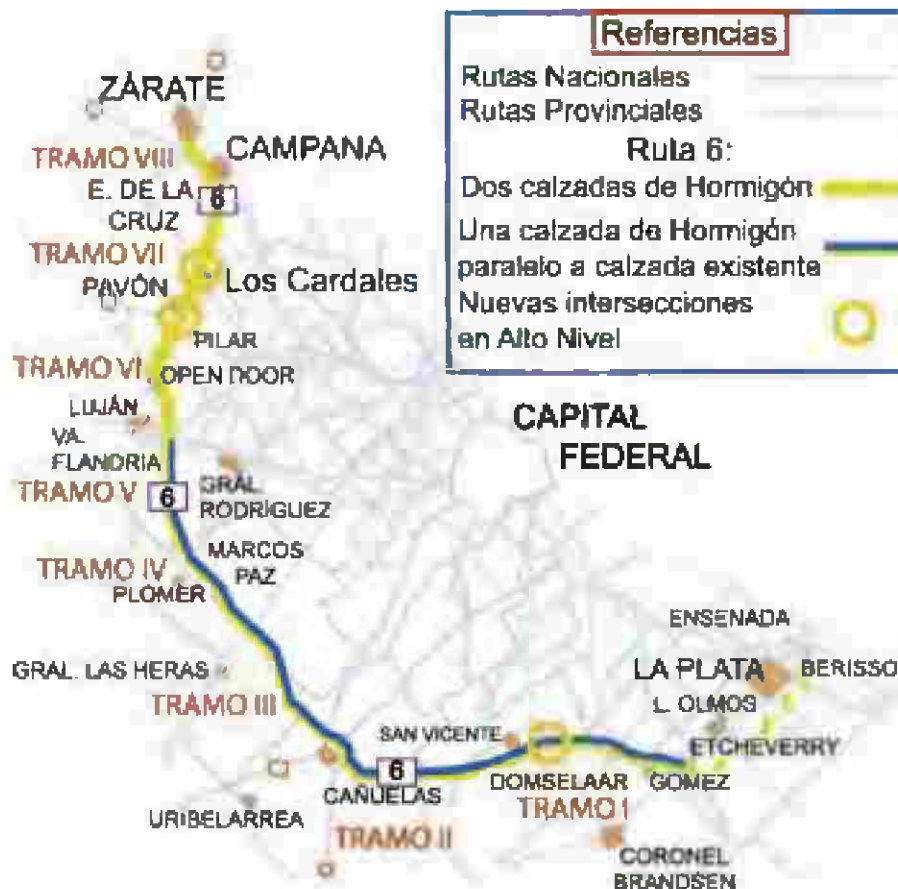 Referencias
Rutas Nacionales
Rutas Provinciales
Ruta 6:
Dos calzadas de Hormigón
Una calzada de Hormigón
paralelo a calzada existente
Nuevas intersecciones
en Alto Nivel
ZÁRATE
TRAMO VIII
CAMPANA
E. DE LA
CRUZ
6
TRAMO VII
PAVÓN
Los Cardales
PILAR
TRAMO VI
OPEN DOOR
LUJÁN
VA.
FLANDRIA
CAPITAL
FEDERAL
TRAMO V
6
GRAL.
RODRÍGUEZ
MARCOS
PAZ
TRAMO IV
PLOMER
ENSENADA
GRAL. LAS HERAS
LA PLATA
BERISSO
L. OLMOS
TRAMO III
SAN VICENTE
ETCHEVERRY
6
CAÑUELAS
DOMSELAAR
GOMEZ
URIBELARREA
TRAMO I
TRAMO II
CORONEL
BRANDSEN